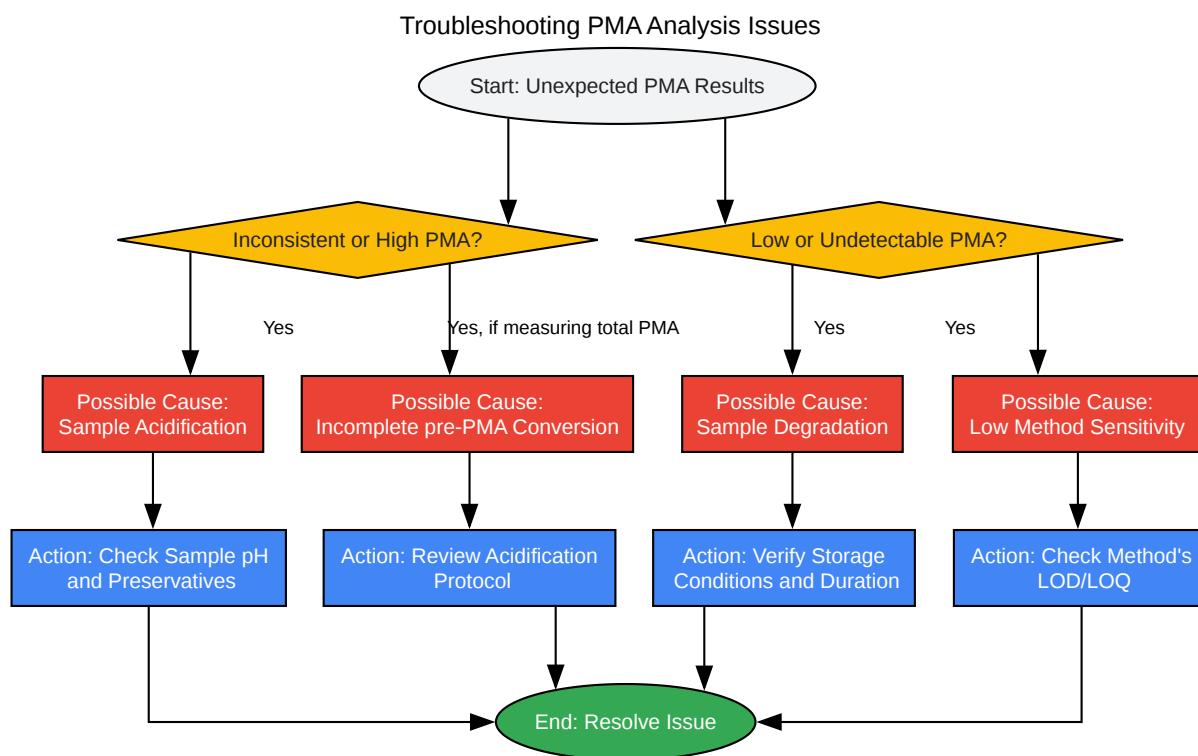 Troubleshooting PMA Analysis Issues
Start: Unexpected PMA Results
Inconsistent or High PMA?
Low or Undetectable PMA?
Yes
Yes, if measuring total PMA
Yes
Yes
Possible Cause:
Sample Acidification
Possible Cause:
Incomplete pre-PMA Conversion
Possible Cause:
Sample Degradation
Possible Cause:
Low Method Sensitivity
Action: Check Sample pH
and Preservatives
Action: Review Acidification
Protocol
Action: Verify Storage
Conditions and Duration
Action: Check Method's
LOD/LOQ
End: Resolve Issue